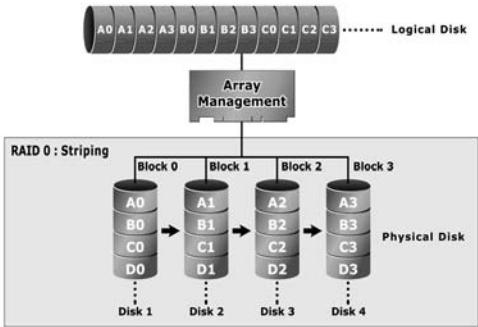 A0 A1 A2 A3 B0 B1 B2 B3 C0 C1 C2 C3 Logical Disk
Array
Management
RAID 0 : Striping
Block 0 Block 1 Block 2 Block 3
A0 A1 A2 A3
B0 B1 B2 B3
C0 C1 C2 C3
Physical Disk
D0 D1 D2 D3
Disk 1 Disk 2 Disk 3 Disk 4